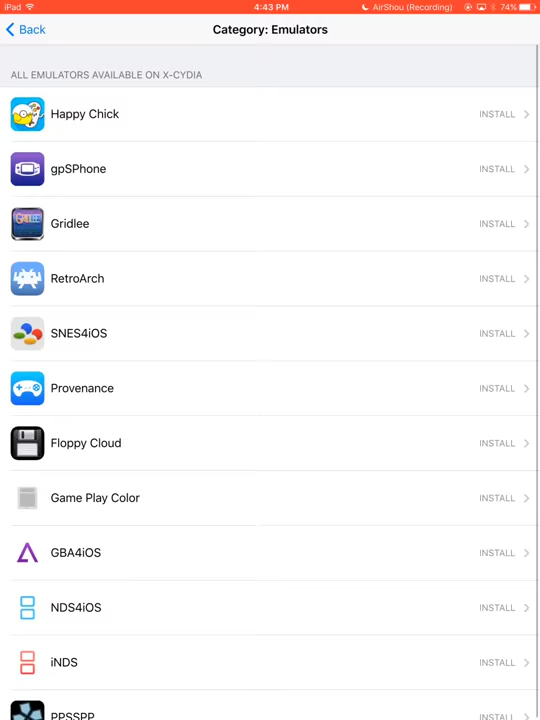 iPad 4:43 PM AirShou (Recording) 74%
Back Category: Emulators
ALL EMULATORS AVAILABLE ON X-CYDIA
Happy Chick INSTALL
gpSPhone INSTALL
GRIDLEE
Gridlee INSTALL
RetroArch INSTALL
SNES4iOS INSTALL
Provenance INSTALL
Floppy Cloud INSTALL
Game Play Color INSTALL
GBA4iOS INSTALL
NDS4iOS INSTALL
iNDS INSTALL
PPSSPP